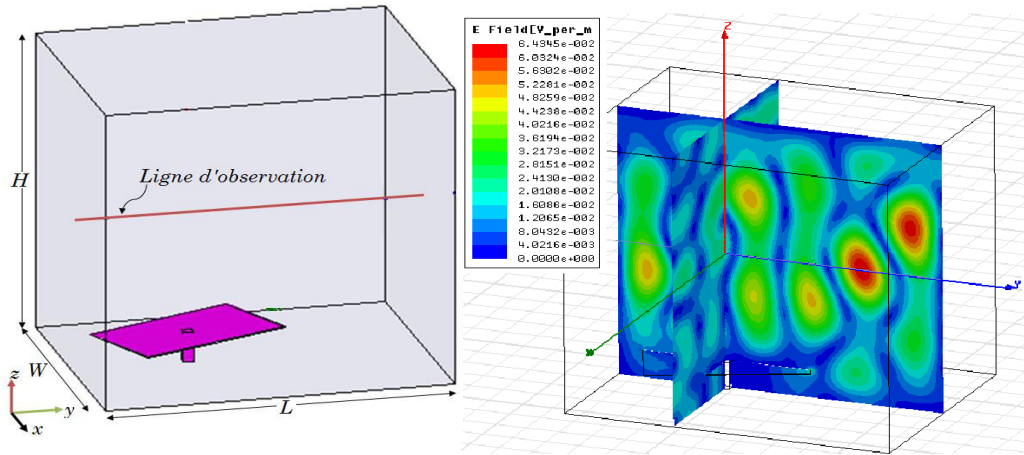 H
Ligne d'observation
W
L
z
y
x
E Field[V_per_m
6.4345e-002
6.0324e-002
5.6302e-002
5.2281e-002
4.8259e-002
4.4238e-002
4.0216e-002
3.6194e-002
3.2173e-002
2.8151e-002
2.4130e-002
2.0108e-002
1.6086e-002
1.2065e-002
8.0432e-003
4.0216e-003
0.0000e+000
Z